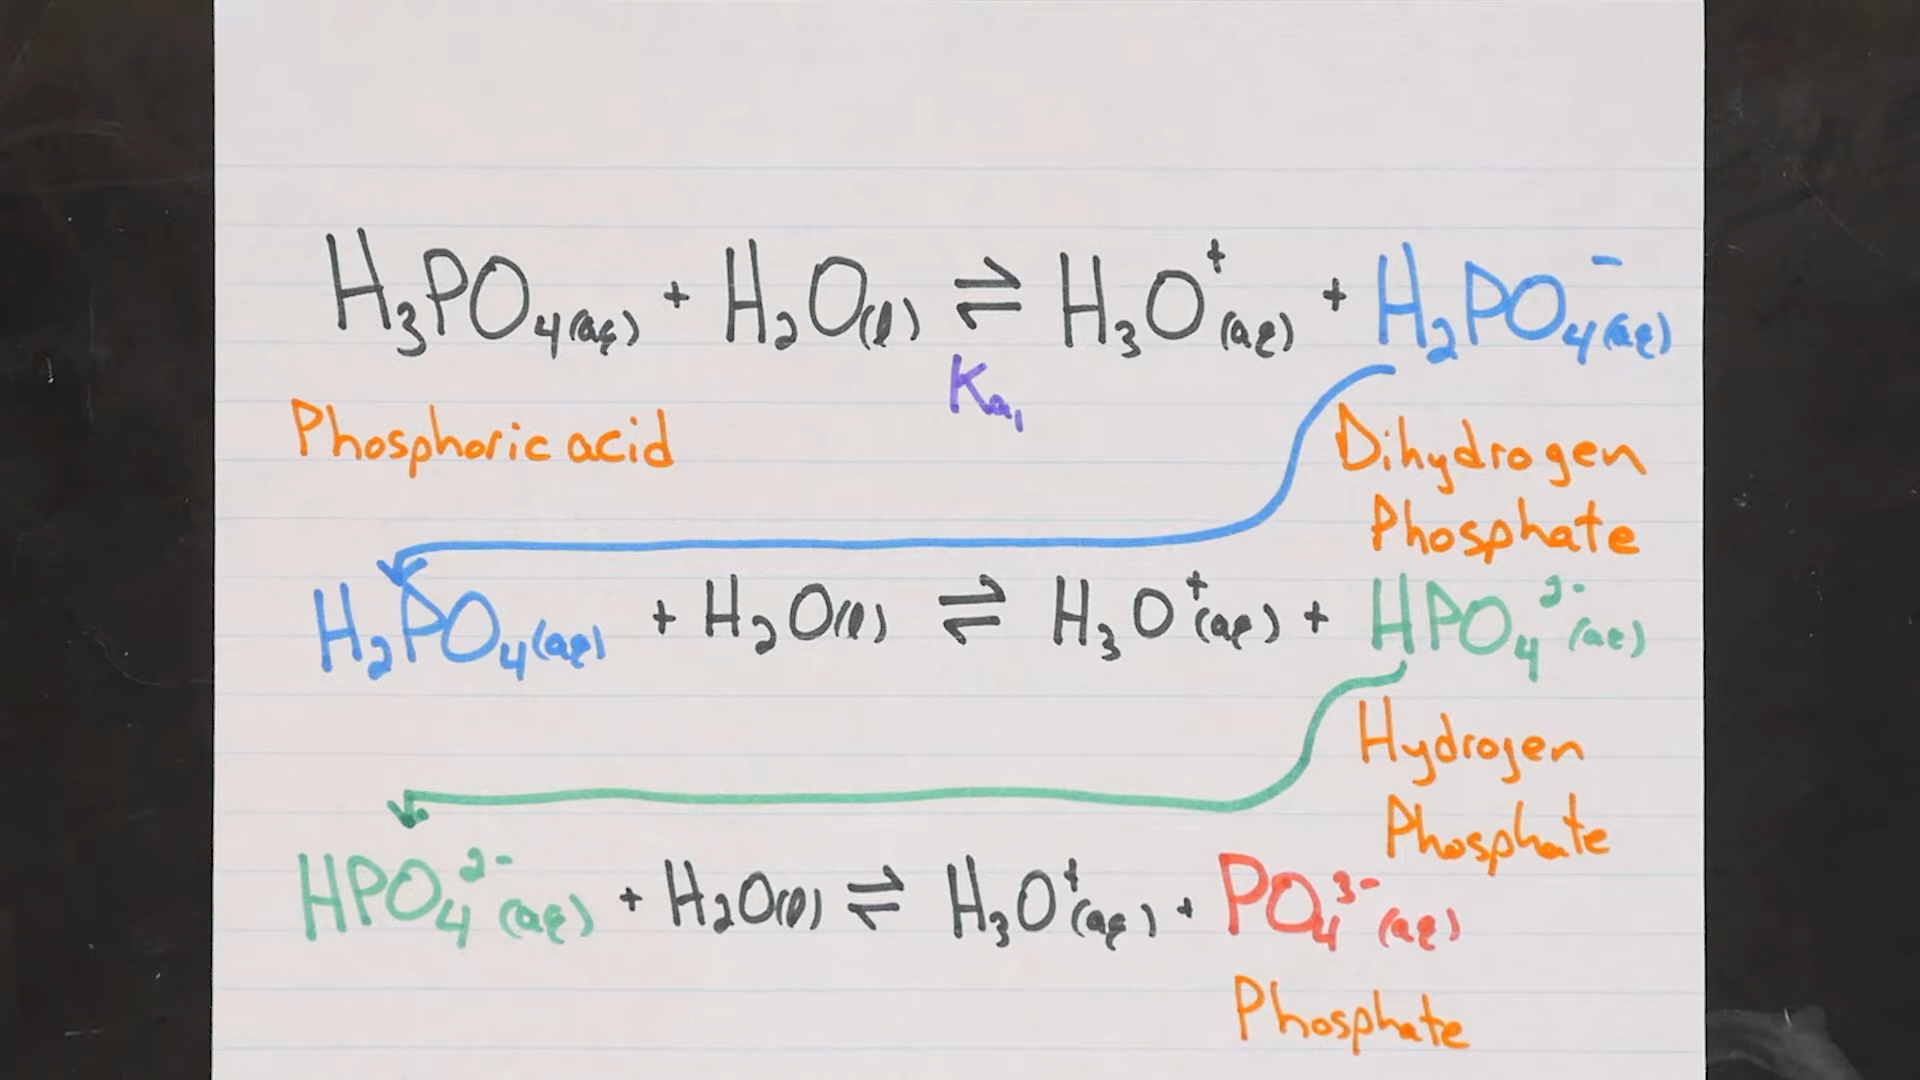 H₃PO₄(aq) + H₂O(l) ⇌ H₃O⁺(aq) + H₂PO₄⁻(aq)
Ka₁
Phosphoric acid
Dihydrogen
Phosphate
H₂PO₄(aq) + H₂O(l) ⇌ H₃O⁺(aq) + HPO₄²⁻(aq)
Hydrogen
Phosphate
HPO₄²⁻(aq) + H₂O(l) ⇌ H₃O⁺(aq) + PO₄³⁻(aq)
Phosphate